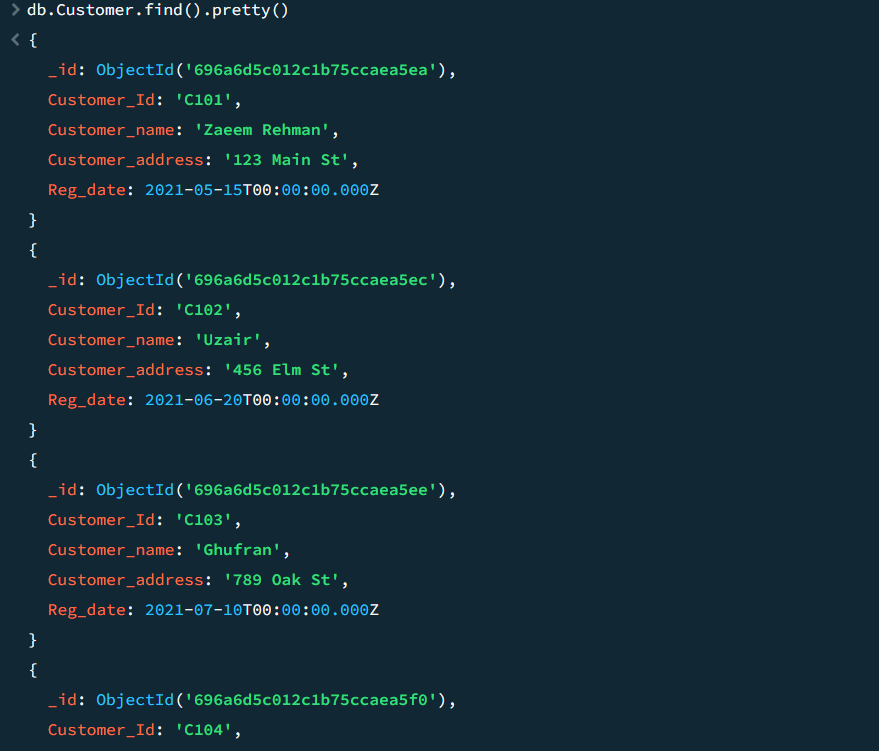 > db.Customer.find().pretty()
< {
_id: ObjectId('696a6d5c012c1b75ccaea5ea'),
Customer_Id: 'C101',
Customer_name: 'Zaeem Rehman',
Customer_address: '123 Main St',
Reg_date: 2021-05-15T00:00:00.000Z
}
{
_id: ObjectId('696a6d5c012c1b75ccaea5ec'),
Customer_Id: 'C102',
Customer_name: 'Uzair',
Customer_address: '456 Elm St',
Reg_date: 2021-06-20T00:00:00.000Z
}
{
_id: ObjectId('696a6d5c012c1b75ccaea5ee'),
Customer_Id: 'C103',
Customer_name: 'Ghufran',
Customer_address: '789 Oak St',
Reg_date: 2021-07-10T00:00:00.000Z
}
{
_id: ObjectId('696a6d5c012c1b75ccaea5f0'),
Customer_Id: 'C104',